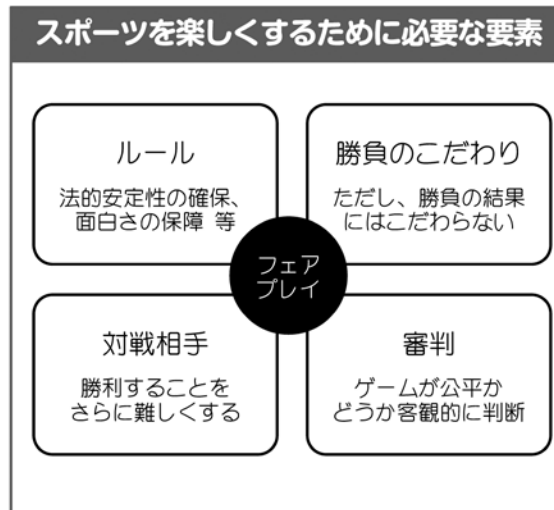 スポーツを楽しくするために必要な要素
ルール
法的安定性の確保、
面白さの保障 等
勝負のこだわり
ただし、勝負の結果
にはこだわらない
フェア
プレイ
対戦相手
勝利することを
さらに難しくする
審判
ゲームが公平か
どうか客観的に判断